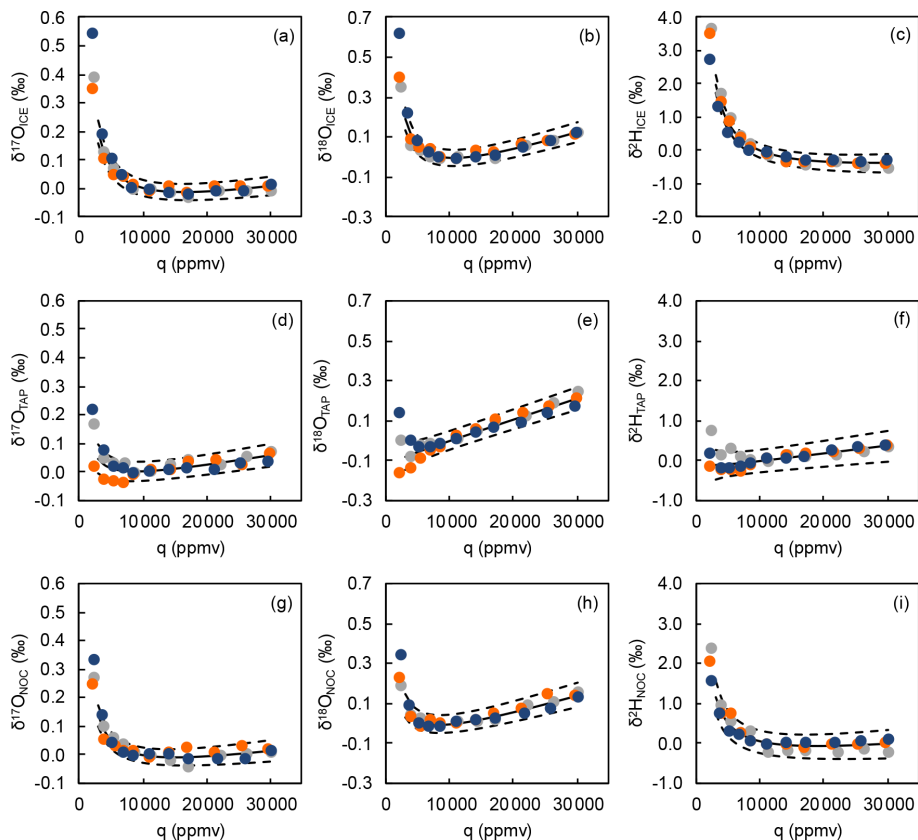 0.6 0.7 4.0
(a) (b) (c)
0.5
0.4 0.5 3.0
0.3 0.3 2.0
0.2 1.0
0.1 0.1 0.0
0.0 -0.1 -1.0
-0.1 -0.3 -2.0
δ¹⁷O_ICE (‰) δ¹⁸O_ICE (‰) δ²H_ICE (‰)
0 10 000 20 000 30 000 0 10 000 20 000 30 000 0 10 000 20 000 30 000
q (ppmv) q (ppmv) q (ppmv)
0.6 0.7 4.0
(d) (e) (f)
0.5
0.4 0.5 3.0
0.3 0.3 2.0
0.2 1.0
0.1 0.1
0.0 -0.1 0.0
-0.1 -0.3 -1.0
δ¹⁷O_TAP (‰) δ¹⁸O_TAP (‰) δ²H_TAP (‰)
0 10 000 20 000 30 000 0 10 000 20 000 30 000 0 10 000 20 000 30 000
q (ppmv) q (ppmv) q (ppmv)
0.6 0.7 4.0
(g) (h) (i)
0.5
0.4 0.5 3.0
0.3 0.3 2.0
0.2 1.0
0.1 0.1
0.0 -0.1 0.0
-0.1 -0.3 -1.0
δ¹⁷O_NOC (‰) δ¹⁸O_NOC (‰) δ²H_NOC (‰)
0 10 000 20 000 30 000 0 10 000 20 000 30 000 0 10 000 20 000 30 000
q (ppmv) q (ppmv) q (ppmv)